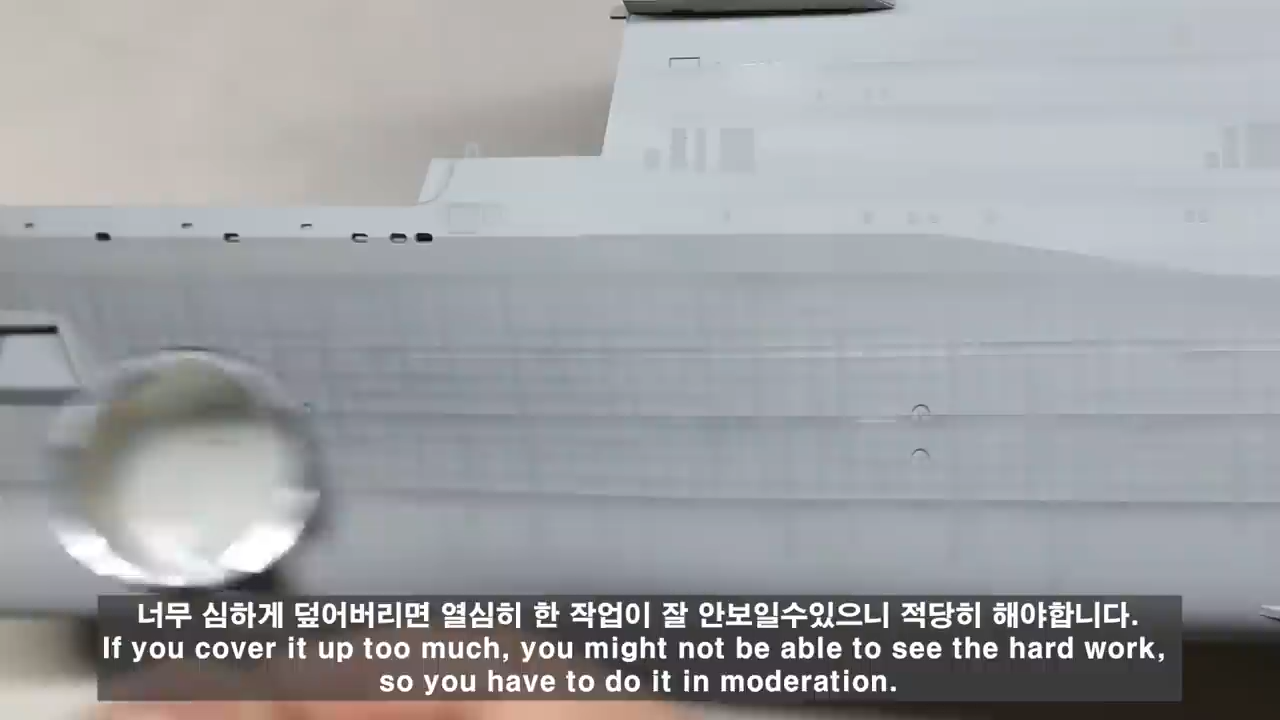 너무 심하게 덮어버리면 열심히 한 작업이 잘 안보일수있으니 적당히 해야합니다.
If you cover it up too much, you might not be able to see the hard work,
so you have to do it in moderation.